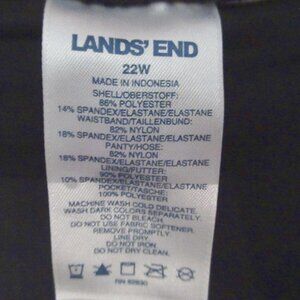 LANDS' END
22W
MADE IN INDONESIA
SHELL/OBERSTOFF:
86% POLYESTER
14% SPANDEX/ELASTANE/ELASTANE
WAISTBAND/TAILLENBUND:
82% NYLON
18% SPANDEX/ELASTANE/ELASTANE
PANTY/HOSE:
82% NYLON
18% SPANDEX/ELASTANE/ELASTANE
LINING/FUTTER:
90% POLYESTER
10% SPANDEX/ELASTANE/ELASTANE
POCKET/TASCHE:
100% POLYESTER
MACHINE WASH COLD DELICATE.
WASH DARK COLORS SEPARATELY.
DO NOT BLEACH.
DO NOT USE FABRIC SOFTENER.
REMOVE PROMPTLY.
LINE DRY.
DO NOT IRON.
DO NOT DRY CLEAN.
RN